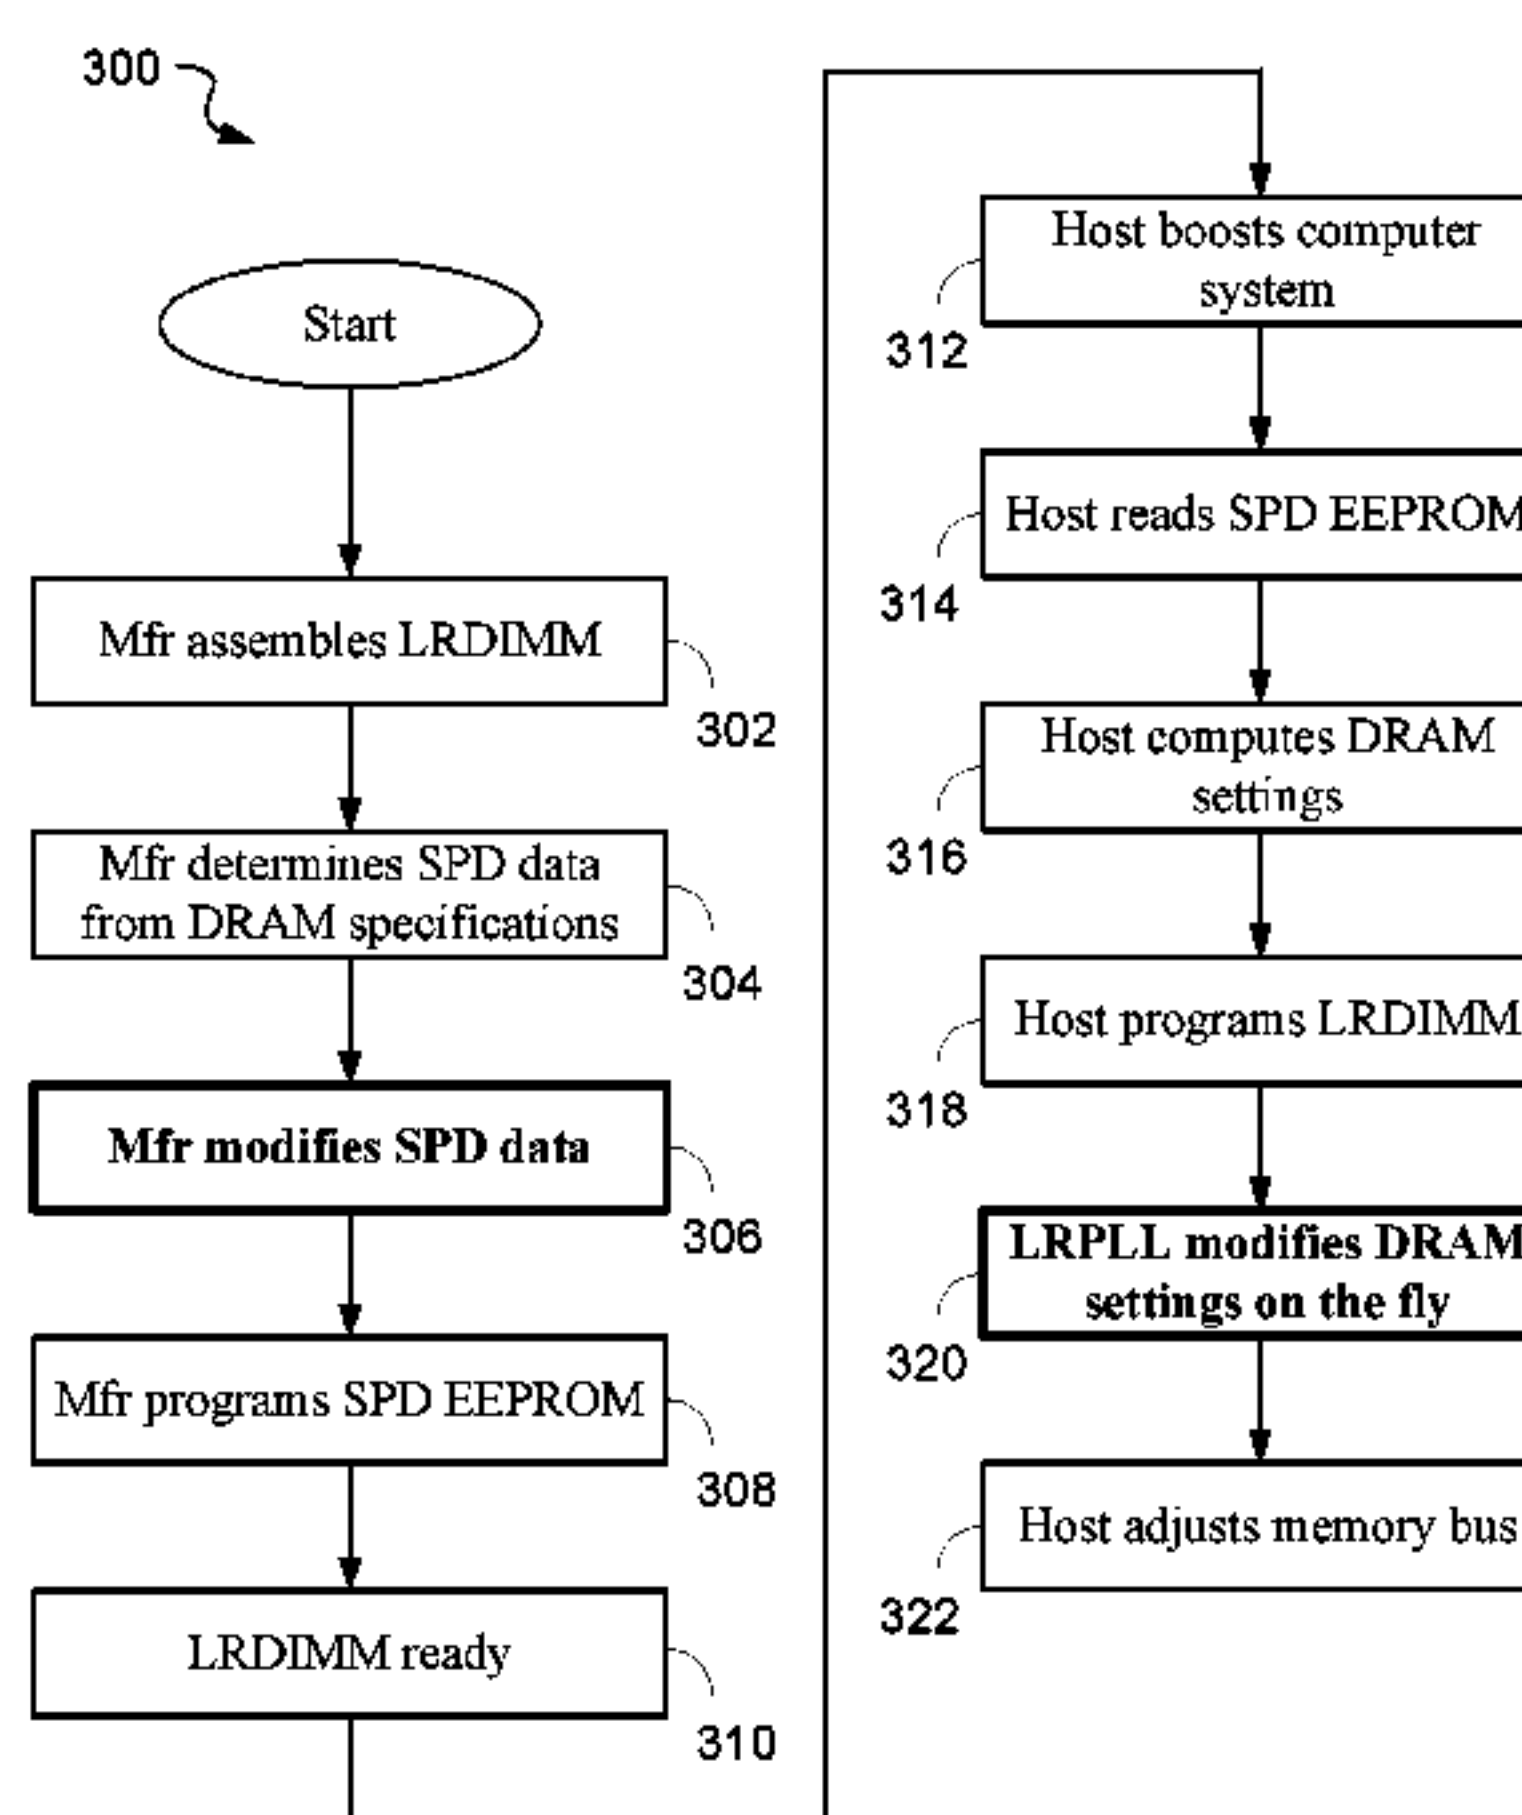 300
Start
Mfr assembles LRDIMM
302
Mfr determines SPD data
from DRAM specifications
304
Mfr modifies SPD data
306
Mfr programs SPD EEPROM
308
LRDIMM ready
310
Host boosts computer
system
312
Host reads SPD EEPROM
314
Host computes DRAM
settings
316
Host programs LRDIMM
318
LRPLL modifies DRAM
settings on the fly
320
Host adjusts memory bus
322